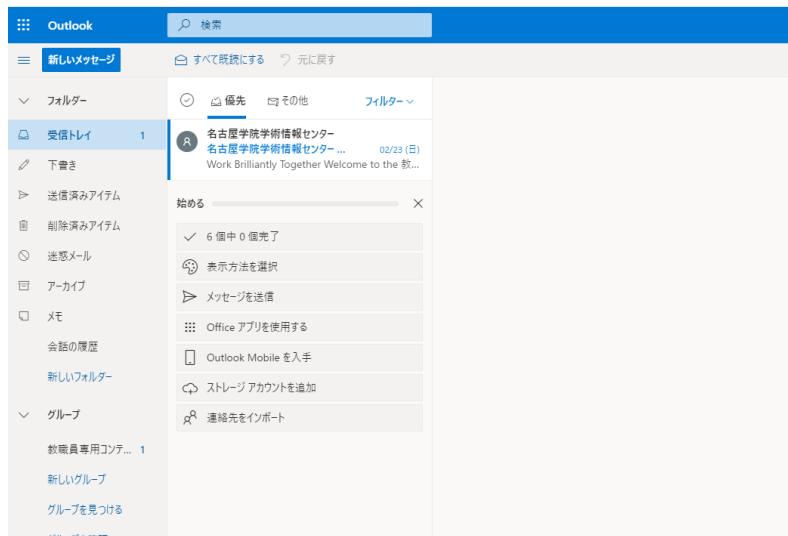 Outlook
検索
新しいメッセージ
すべて既読にする
元に戻す
フォルダー
受信トレイ 1
下書き
送信済みアイテム
削除済みアイテム
迷惑メール
アーカイブ
メモ
会話の履歴
新しいフォルダー
グループ
教職員専用コンテ... 1
新しいグループ
グループを見つける
優先
その他
フィルター
A
名古屋学院学術情報センター
名古屋学院学術情報センター ... 02/23 (日)
Work Brilliantly Together Welcome to the 教...
始める
6 個中 0 個完了
表示方法を選択
メッセージを送信
Office アプリを使用する
Outlook Mobile を入手
ストレージ アカウントを追加
連絡先をインポート